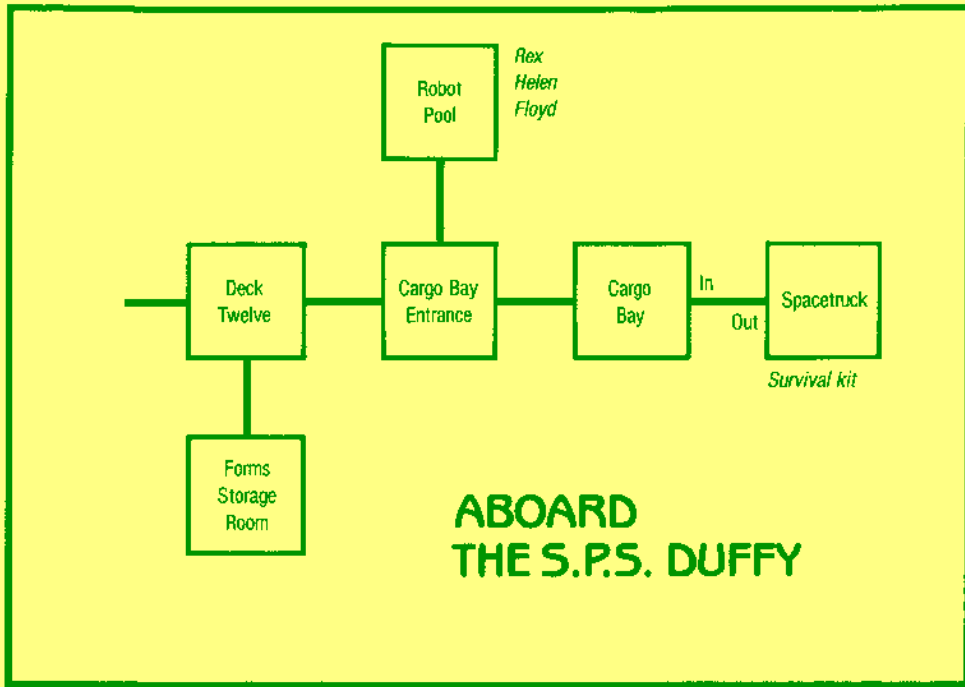 Robot
Pool
Rex
Helen
Floyd
Deck
Twelve
Cargo Bay
Entrance
Cargo
Bay
In
Out
Spacetruck
Survival kit
Forms
Storage
Room
ABOARD
THE S.P.S. DUFFY